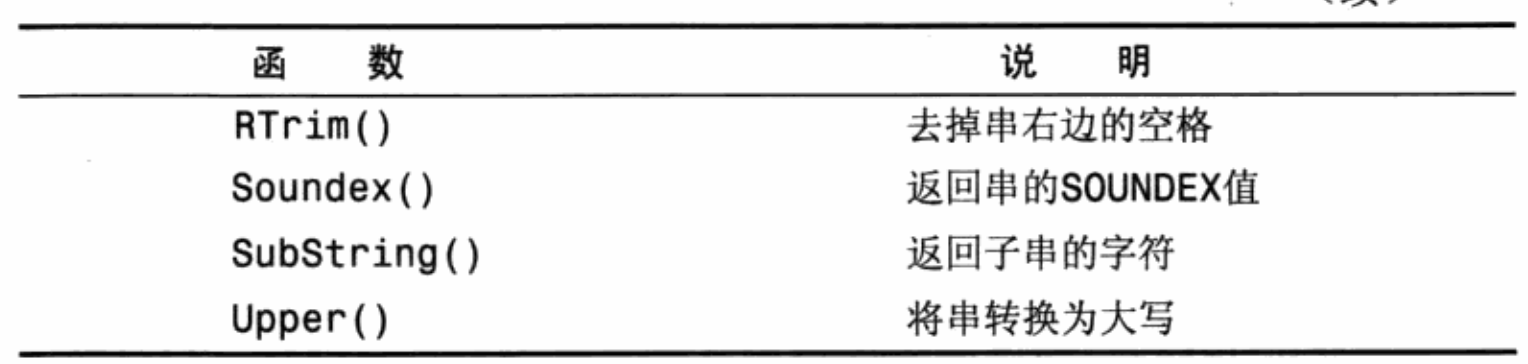 函 数 说 明
RTrim() 去掉串右边的空格
Soundex() 返回串的SOUNDEX值
SubString() 返回子串的字符
Upper() 将串转换为大写